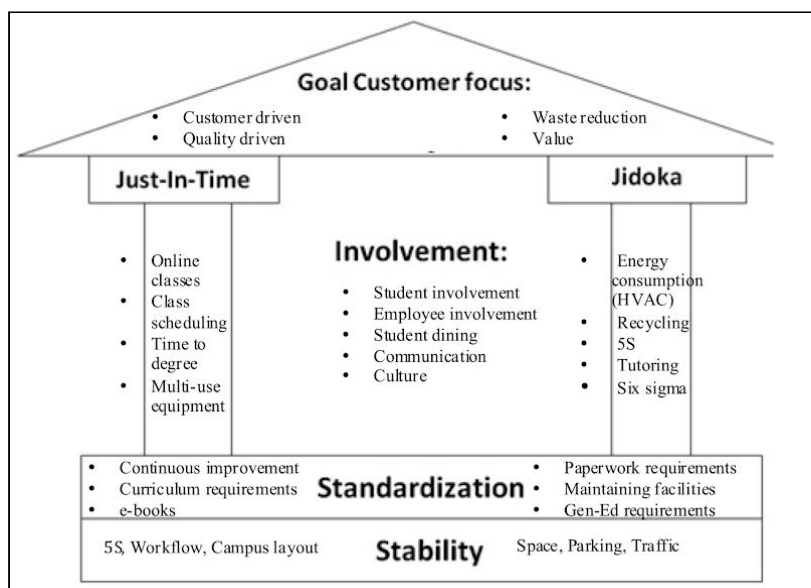 Goal Customer focus:
• Customer driven
• Quality driven
• Waste reduction
• Value
Just-In-Time
• Online
classes
• Class
scheduling
• Time to
degree
• Multi-use
equipment
Involvement:
• Student involvement
• Employee involvement
• Student dining
• Communication
• Culture
Jidoka
• Energy
consumption
(HVAC)
• Recycling
• 5S
• Tutoring
• Six sigma
• Continuous improvement
• Curriculum requirements
• e-books
Standardization
• Paperwork requirements
• Maintaining facilities
• Gen-Ed requirements
5S, Workflow, Campus layout
Stability
Space, Parking, Traffic